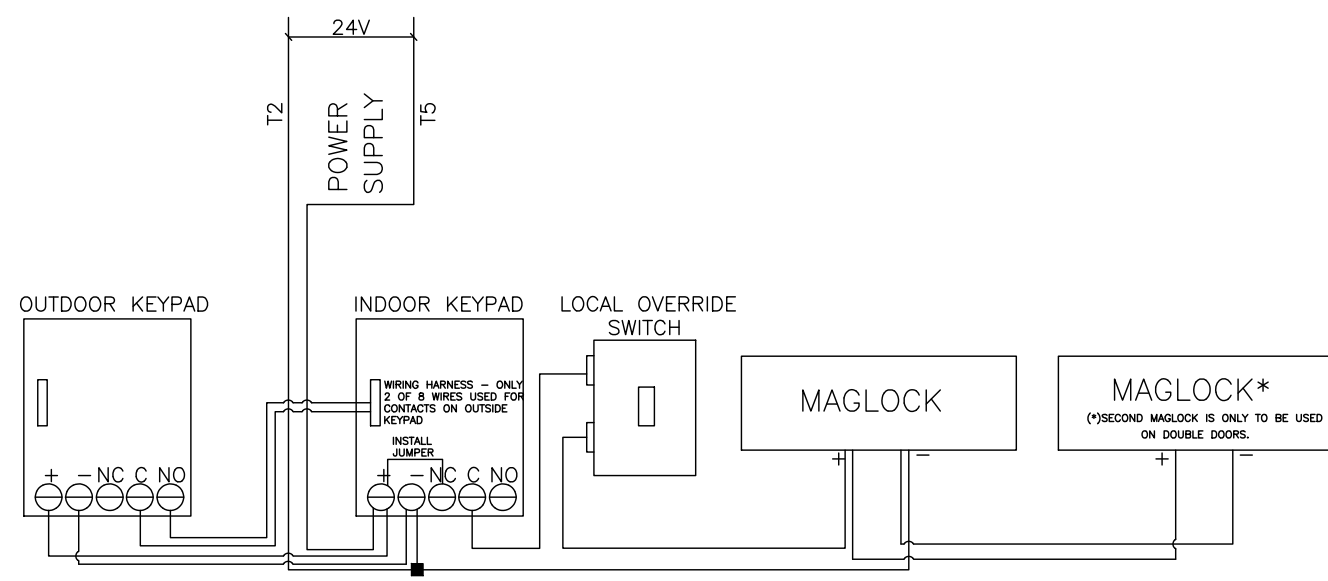 24V
T2
POWER
SUPPLY
T5
OUTDOOR KEYPAD
INDOOR KEYPAD
LOCAL OVERRIDE
SWITCH
WIRING HARNESS – ONLY
2 OF 8 WIRES USED FOR
CONTACTS ON OUTSIDE
KEYPAD
INSTALL
JUMPER
+ – NC C NO
+ – NC C NO
MAGLOCK
+ –
MAGLOCK*
(*)SECOND MAGLOCK IS ONLY TO BE USED
ON DOUBLE DOORS.
+ –